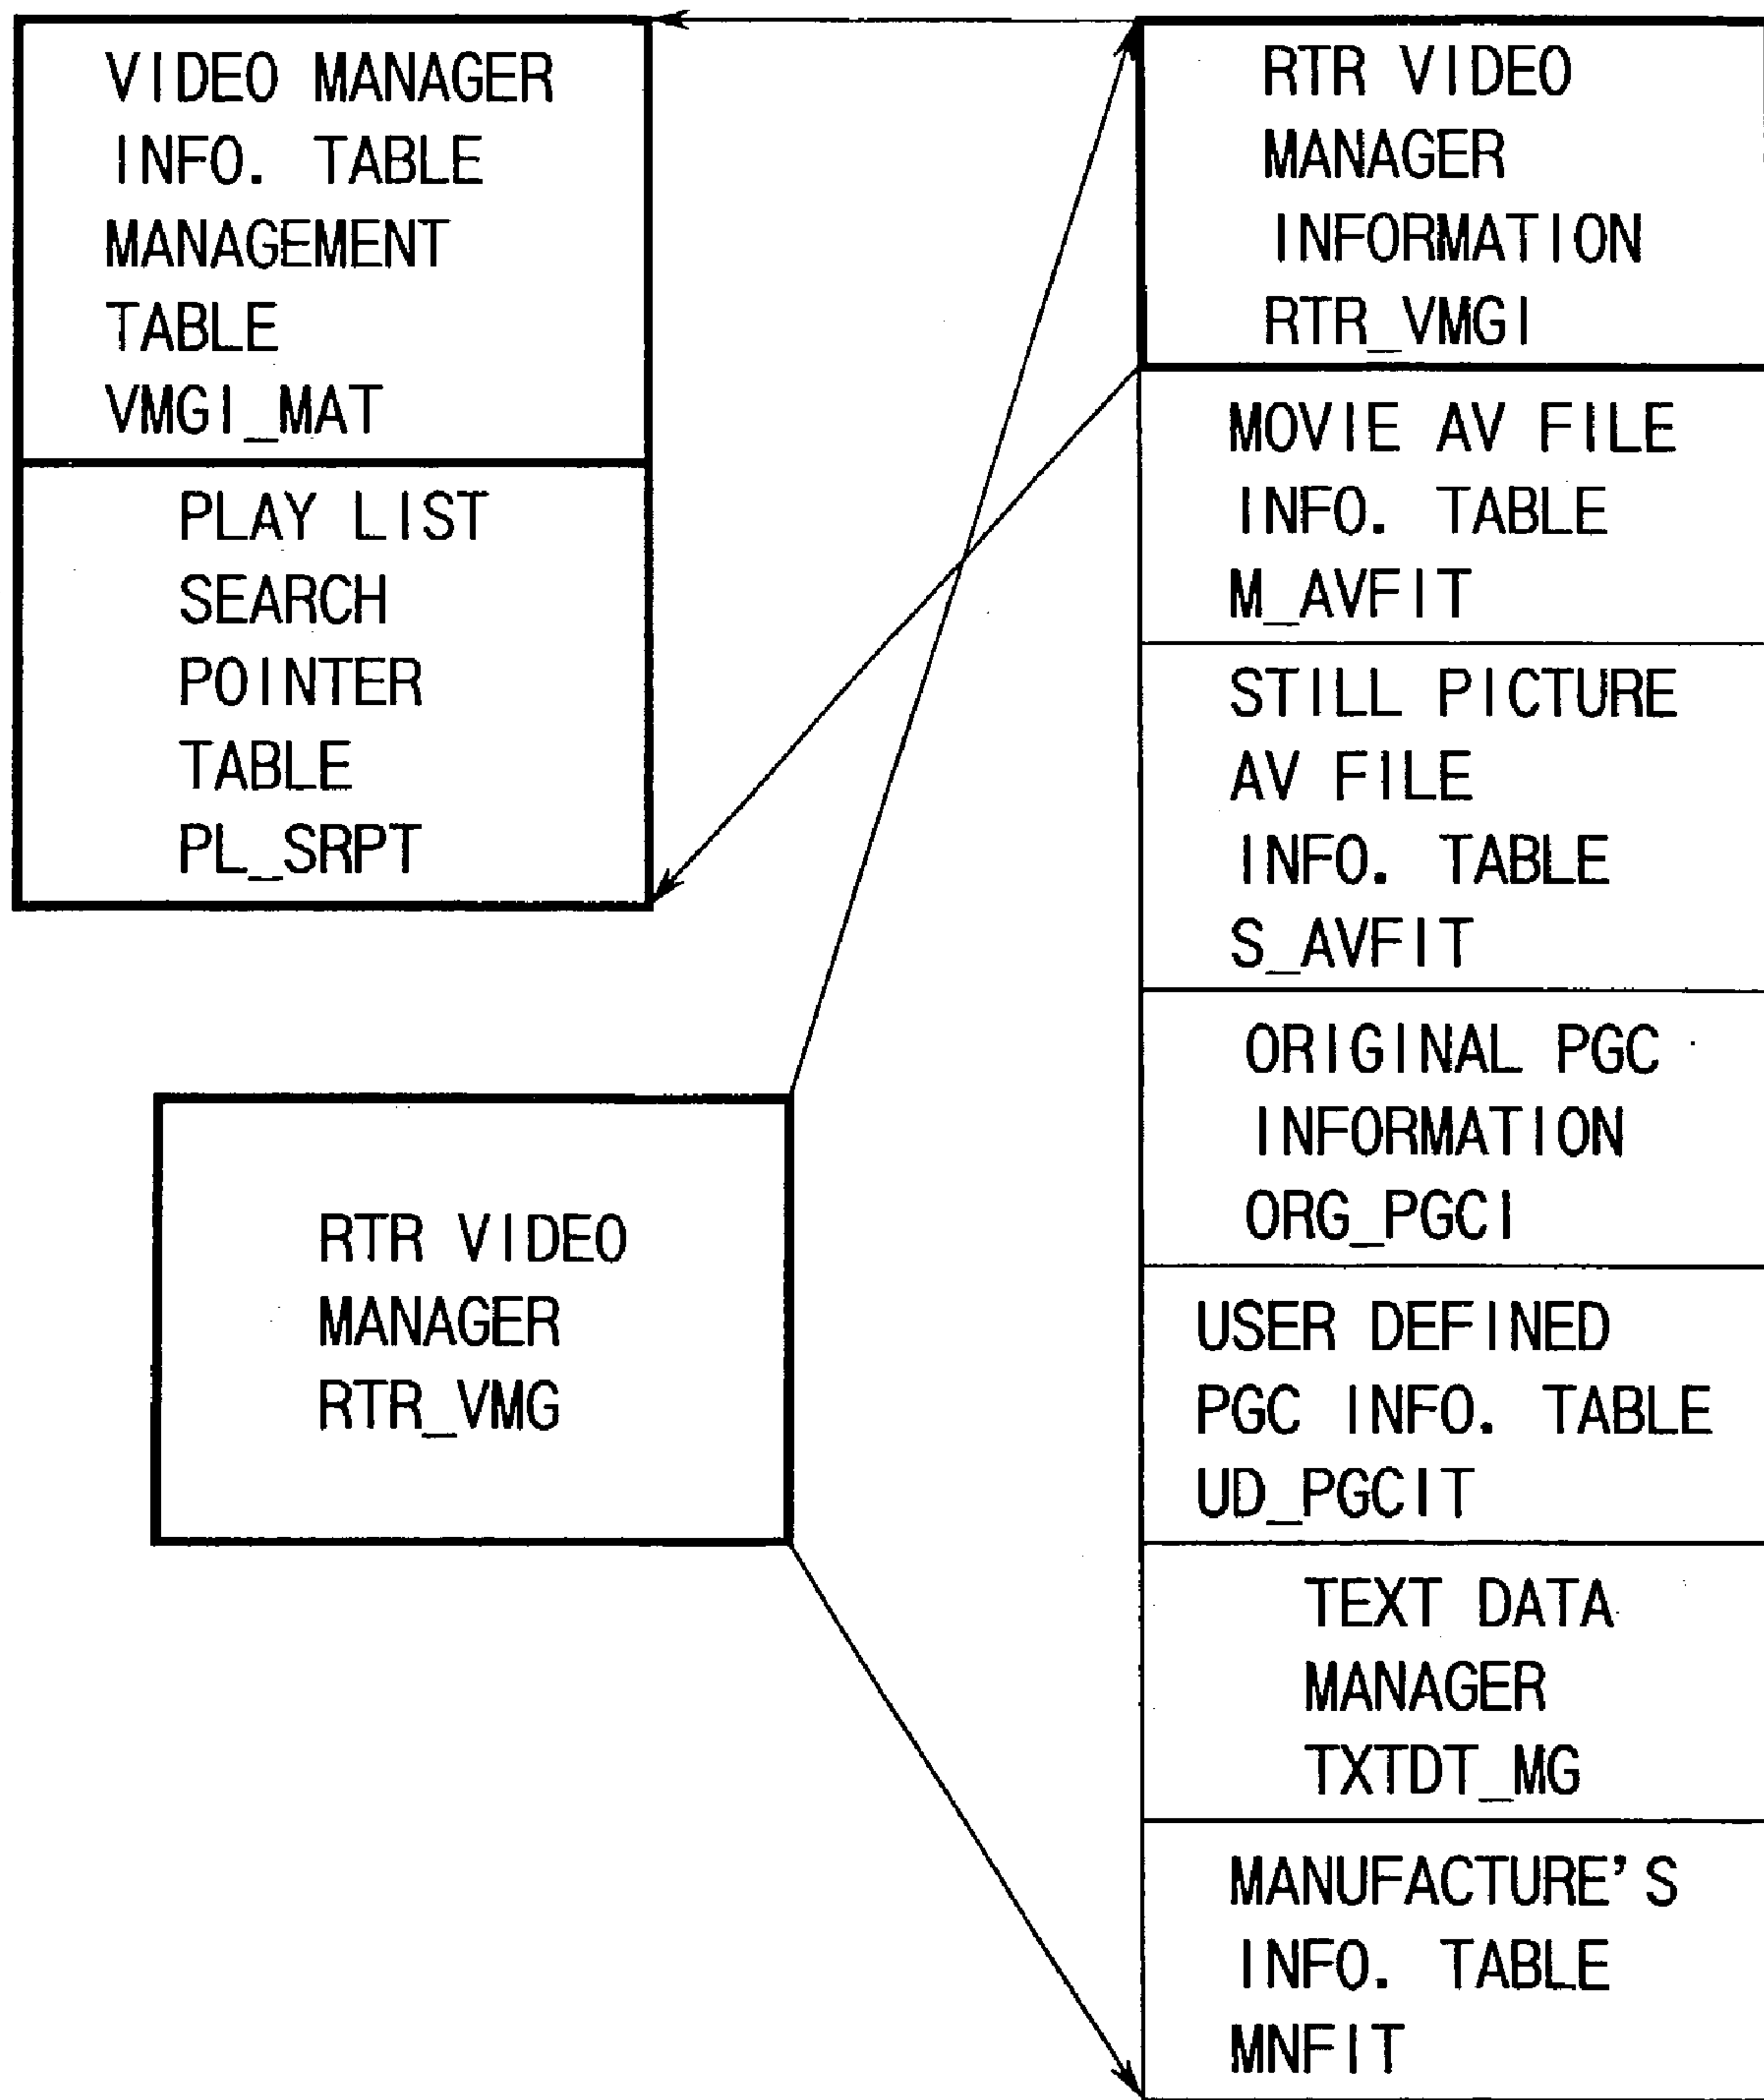 VIDEO MANAGER
INFO. TABLE
MANAGEMENT
TABLE
VMGI_MAT
PLAY LIST
SEARCH
POINTER
TABLE
PL_SRPT
RTR VIDEO
MANAGER
RTR_VMG
RTR VIDEO
MANAGER
INFORMATION
RTR_VMGI
MOVIE AV FILE
INFO. TABLE
M_AVFIT
STILL PICTURE
AV FILE
INFO. TABLE
S_AVFIT
ORIGINAL PGC
INFORMATION
ORG_PGCI
USER DEFINED
PGC INFO. TABLE
UD_PGCIT
TEXT DATA
MANAGER
TXTDT_MG
MANUFACTURE'S
INFO. TABLE
MNFIT